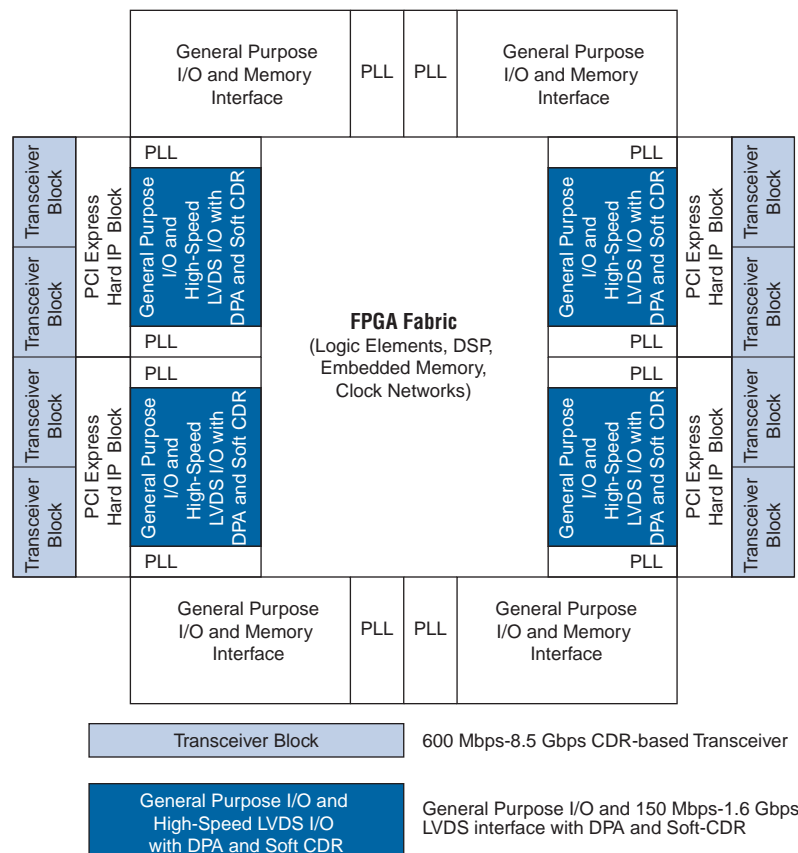 General Purpose
I/O and Memory
Interface
PLL
PLL
General Purpose
I/O and Memory
Interface
Transceiver
Block
Transceiver
Block
PCI Express
Hard IP Block
PLL
General Purpose
I/O and
High-Speed
LVDS I/O with
DPA and Soft CDR
PLL
Transceiver
Block
Transceiver
Block
PCI Express
Hard IP Block
PLL
General Purpose
I/O and
High-Speed
LVDS I/O with
DPA and Soft CDR
PLL
FPGA Fabric
(Logic Elements, DSP,
Embedded Memory,
Clock Networks)
PLL
General Purpose
I/O and
High-Speed
LVDS I/O with
DPA and Soft CDR
PLL
PCI Express
Hard IP Block
Transceiver
Block
Transceiver
Block
PLL
General Purpose
I/O and
High-Speed
LVDS I/O with
DPA and Soft CDR
PLL
PCI Express
Hard IP Block
Transceiver
Block
Transceiver
Block
General Purpose
I/O and Memory
Interface
PLL
PLL
General Purpose
I/O and Memory
Interface
Transceiver Block
600 Mbps-8.5 Gbps CDR-based Transceiver
General Purpose I/O and
High-Speed LVDS I/O
with DPA and Soft CDR
General Purpose I/O and 150 Mbps-1.6 Gbps
LVDS interface with DPA and Soft-CDR